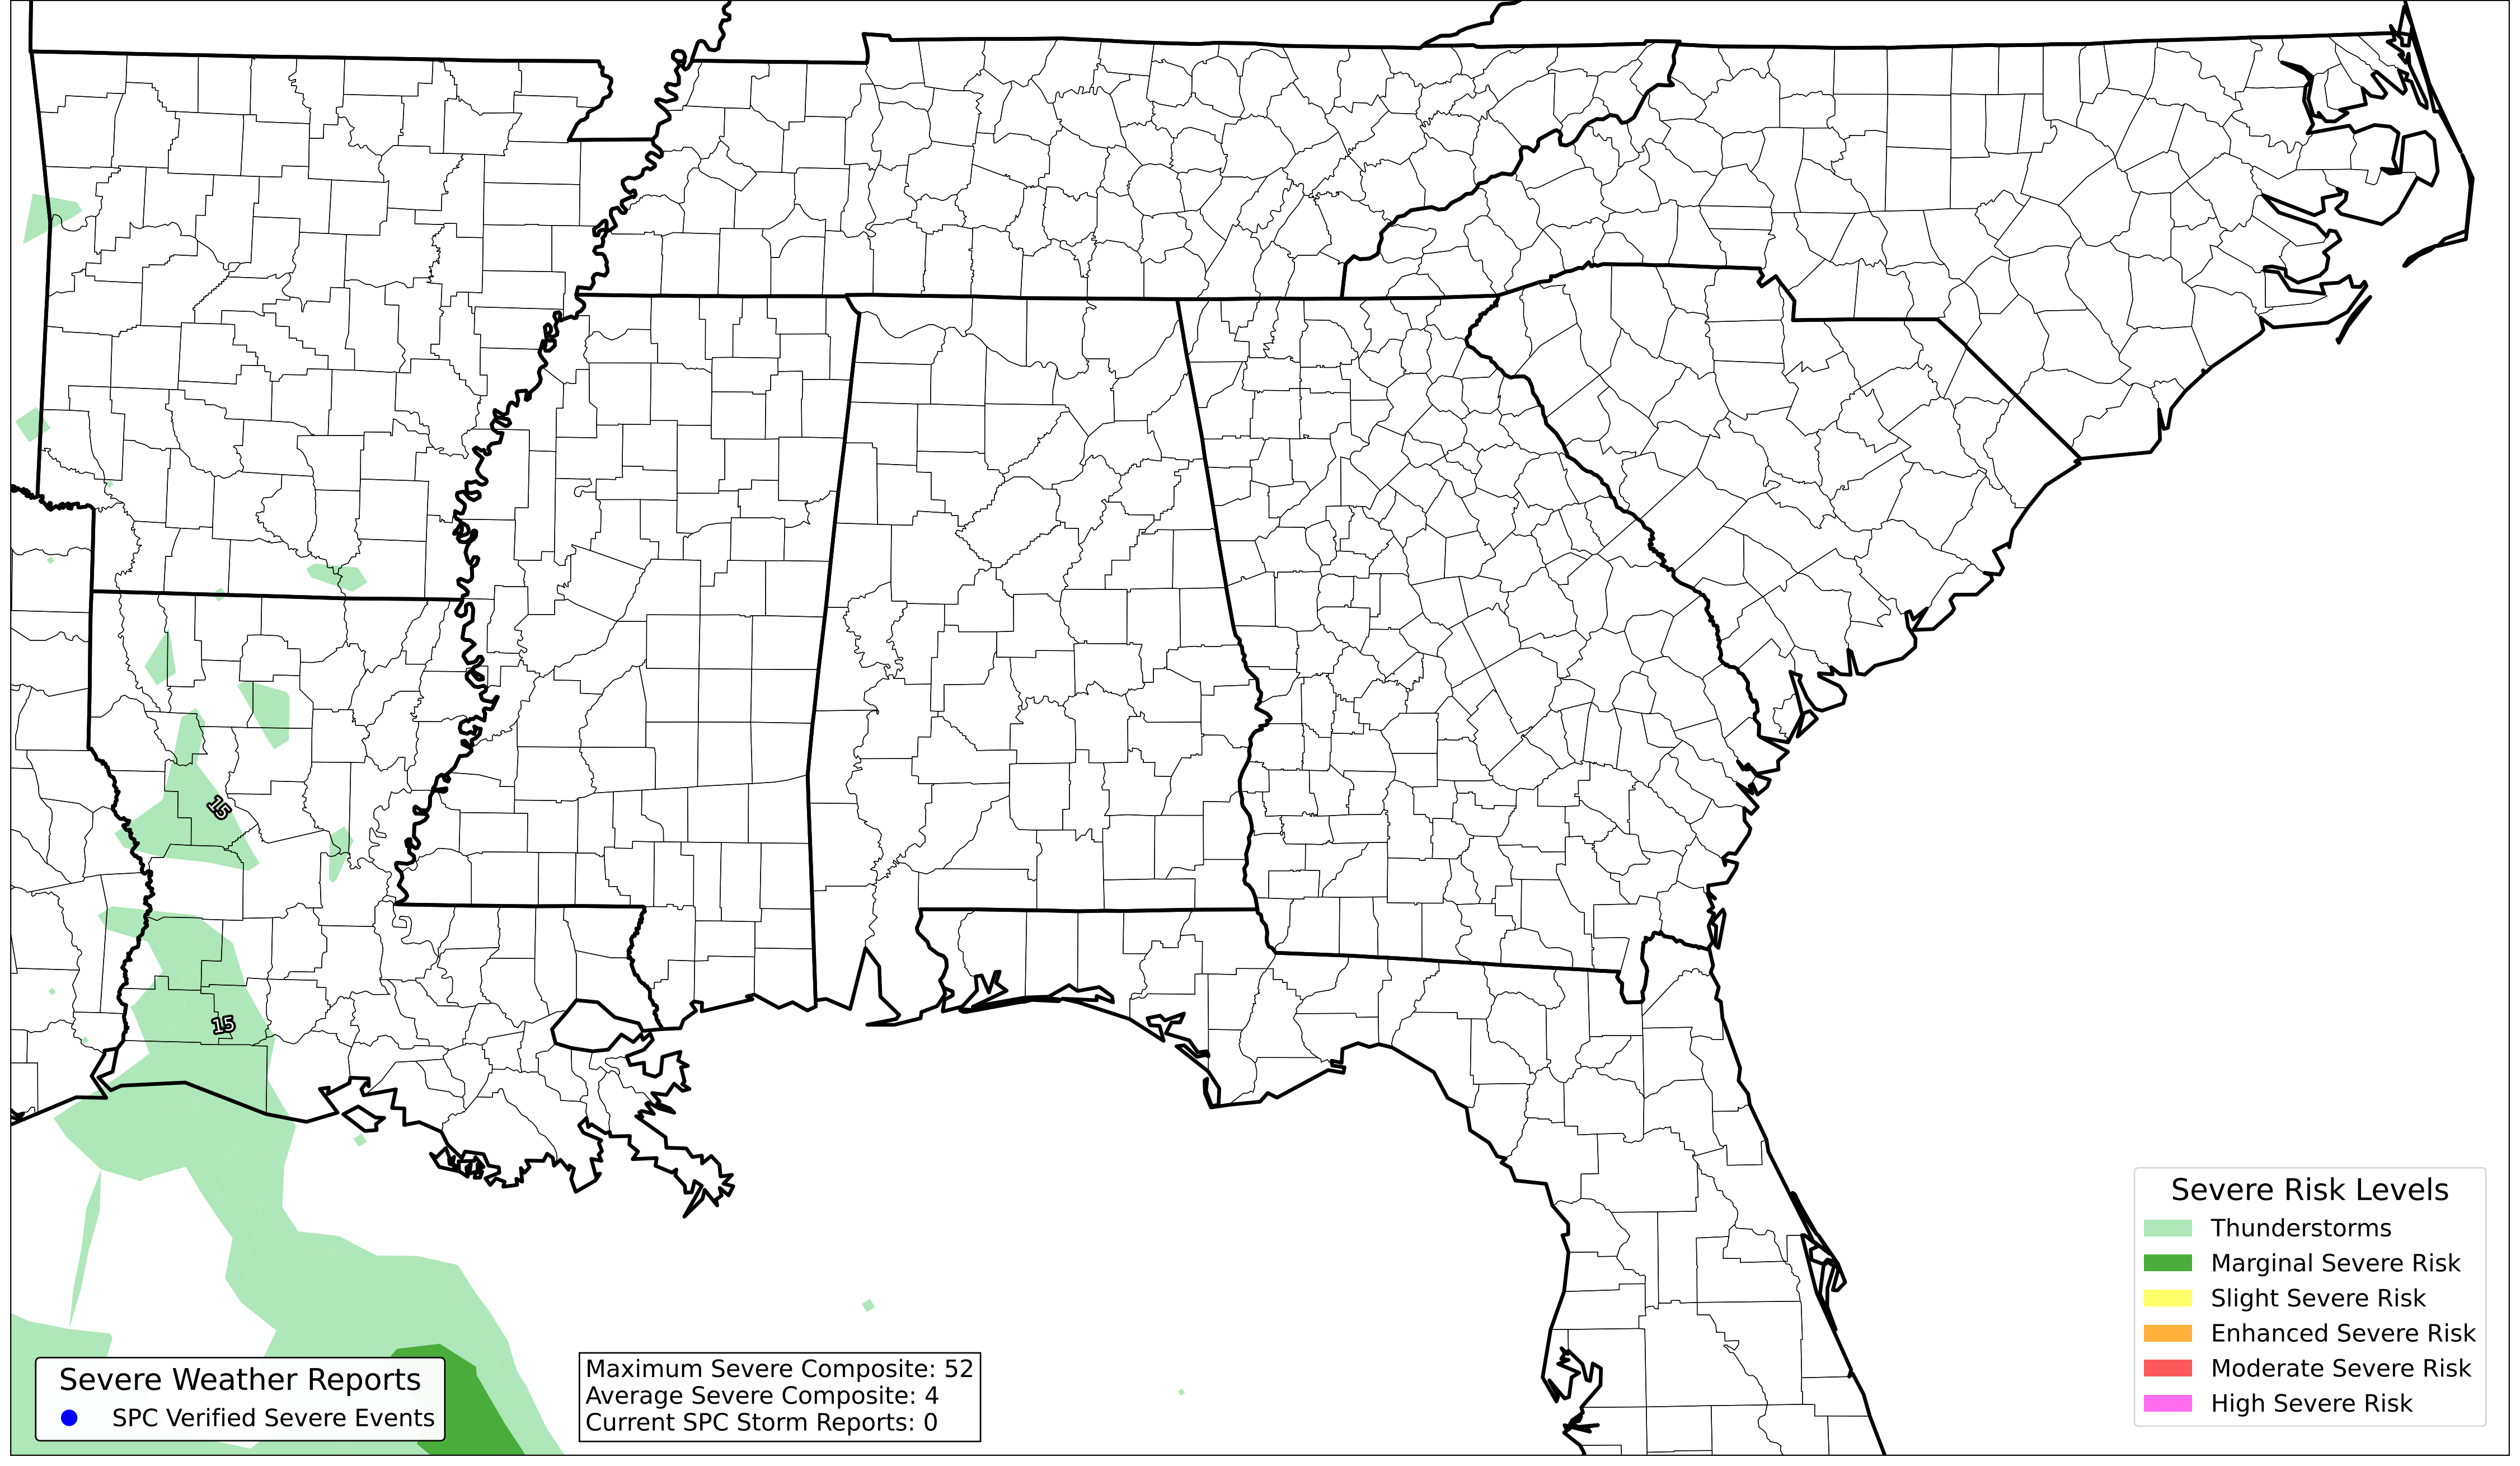 15
15
Severe Risk Levels
Thunderstorms
Marginal Severe Risk
Slight Severe Risk
Enhanced Severe Risk
Moderate Severe Risk
High Severe Risk
Severe Weather Reports
SPC Verified Severe Events
Maximum Severe Composite: 52
Average Severe Composite: 4
Current SPC Storm Reports: 0